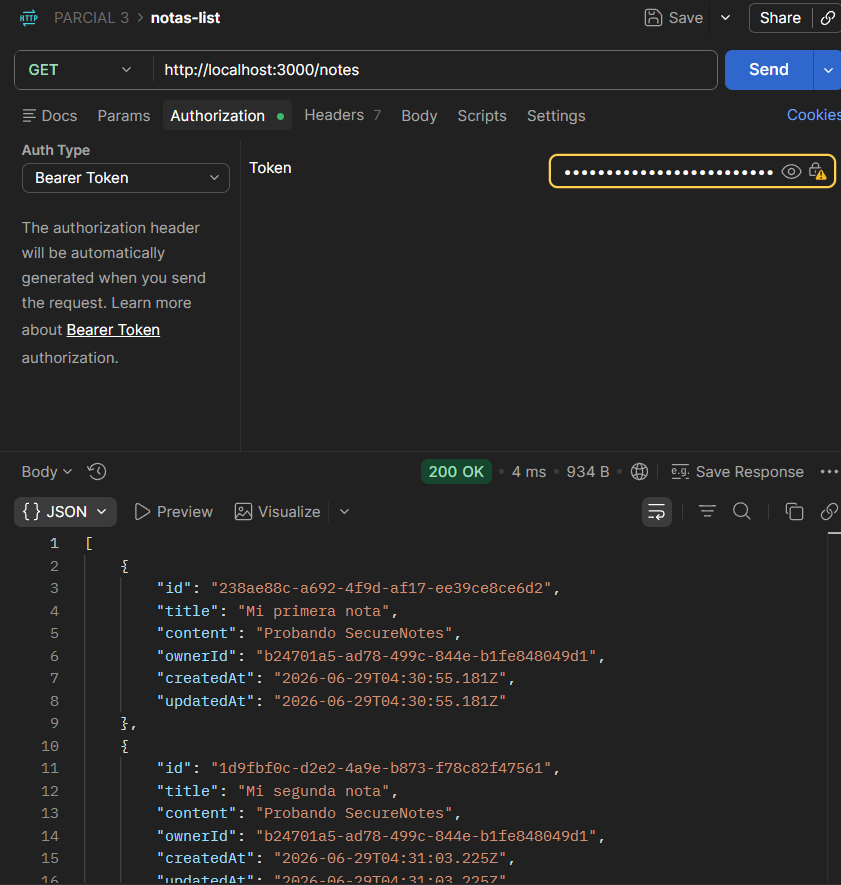 HTTP PARCIAL 3 > notas-list Save Share
GET http://localhost:3000/notes Send
Docs Params Authorization Headers 7 Body Scripts Settings Cookies
Auth Type
Bearer Token
Token
The authorization header
will be automatically
generated when you send
the request. Learn more
about Bearer Token
authorization.
Body 200 OK • 4 ms • 934 B • e.g. Save Response
{} JSON Preview Visualize
1 [
2 {
3 "id": "238ae88c-a692-4f9d-af17-ee39ce8ce6d2",
4 "title": "Mi primera nota",
5 "content": "Probando SecureNotes",
6 "ownerId": "b24701a5-ad78-499c-844e-b1fe848049d1",
7 "createdAt": "2026-06-29T04:30:55.181Z",
8 "updatedAt": "2026-06-29T04:30:55.181Z"
9 },
10 {
11 "id": "1d9fbf0c-d2e2-4a9e-b873-f78c82f47561",
12 "title": "Mi segunda nota",
13 "content": "Probando SecureNotes",
14 "ownerId": "b24701a5-ad78-499c-844e-b1fe848049d1",
15 "createdAt": "2026-06-29T04:31:03.225Z",
16 "updatedAt": "2026-06-29T04:31:03.225Z"